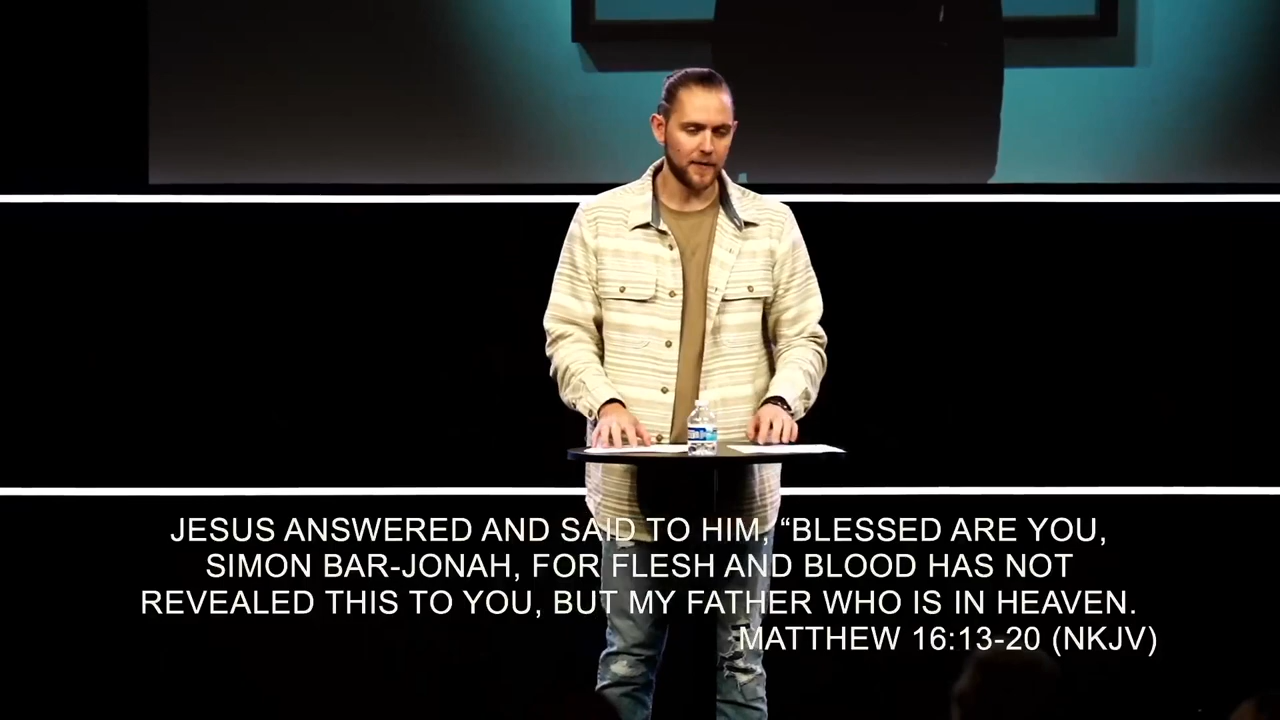 JESUS ANSWERED AND SAID TO HIM, “BLESSED ARE YOU,
SIMON BAR-JONAH, FOR FLESH AND BLOOD HAS NOT
REVEALED THIS TO YOU, BUT MY FATHER WHO IS IN HEAVEN.
MATTHEW 16:13-20 (NKJV)